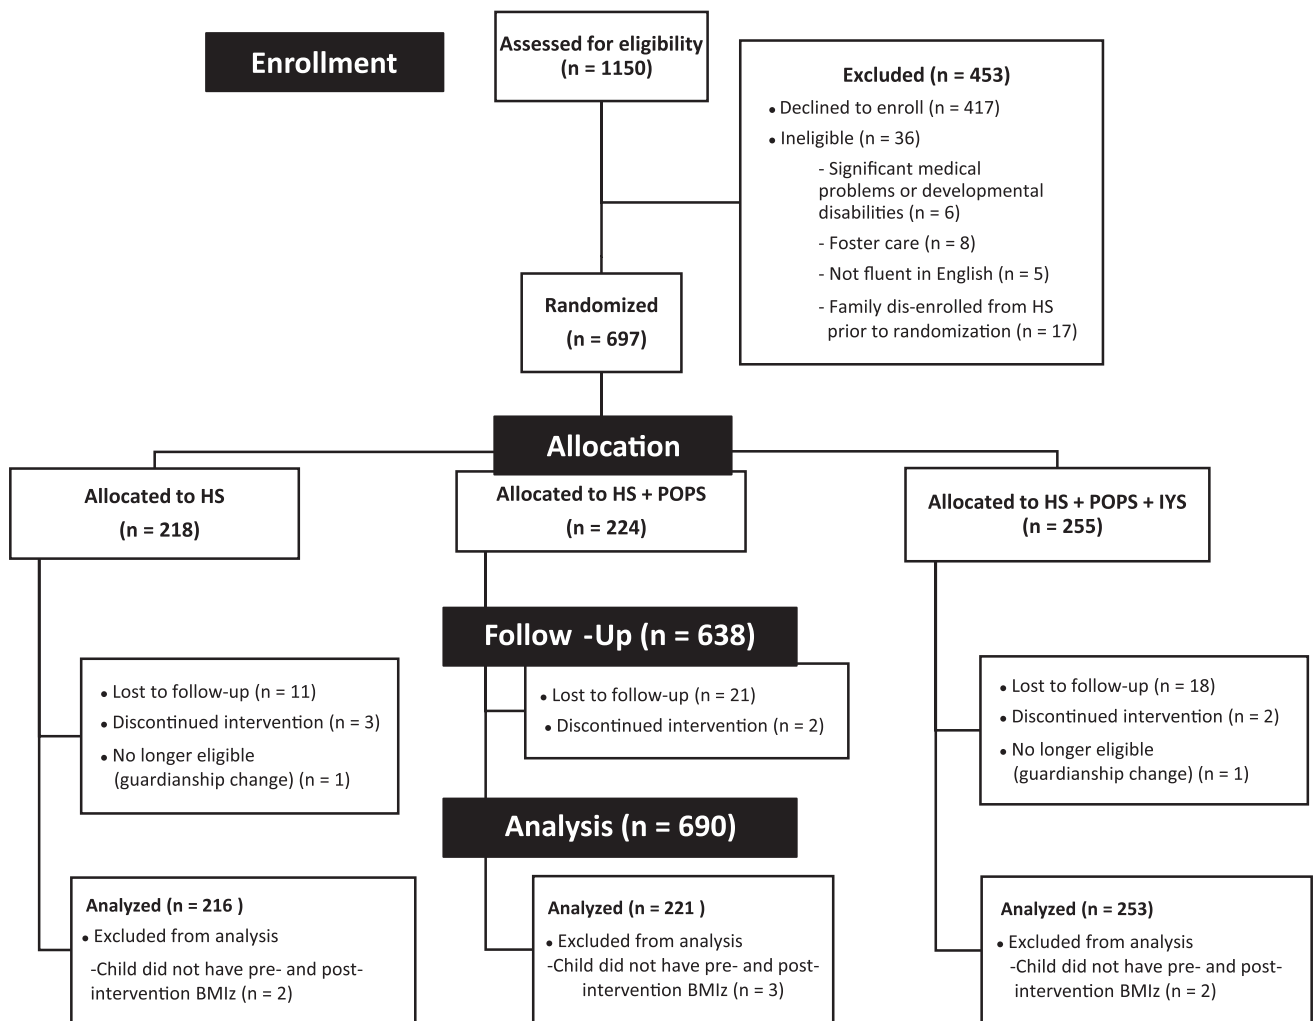 Enrollment
Assessed for eligibility
(n = 1150)
Excluded (n = 453)
• Declined to enroll (n = 417)
• Ineligible (n = 36)
- Significant medical
problems or developmental
disabilities (n = 6)
- Foster care (n = 8)
- Not fluent in English (n = 5)
- Family dis-enrolled from HS
prior to randomization (n = 17)
Randomized
(n = 697)
Allocation
Allocated to HS
(n = 218)
Allocated to HS + POPS
(n = 224)
Allocated to HS + POPS + IYS
(n = 255)
Follow -Up (n = 638)
• Lost to follow-up (n = 11)
• Discontinued intervention (n = 3)
• No longer eligible
(guardianship change) (n = 1)
• Lost to follow-up (n = 21)
• Discontinued intervention (n = 2)
• Lost to follow-up (n = 18)
• Discontinued intervention (n = 2)
• No longer eligible
(guardianship change) (n = 1)
Analysis (n = 690)
Analyzed (n = 216 )
• Excluded from analysis
-Child did not have pre- and post-
intervention BMIz (n = 2)
Analyzed (n = 221 )
• Excluded from analysis
-Child did not have pre- and post-
intervention BMIz (n = 3)
Analyzed (n = 253)
• Excluded from analysis
-Child did not have pre- and post-
intervention BMIz (n = 2)